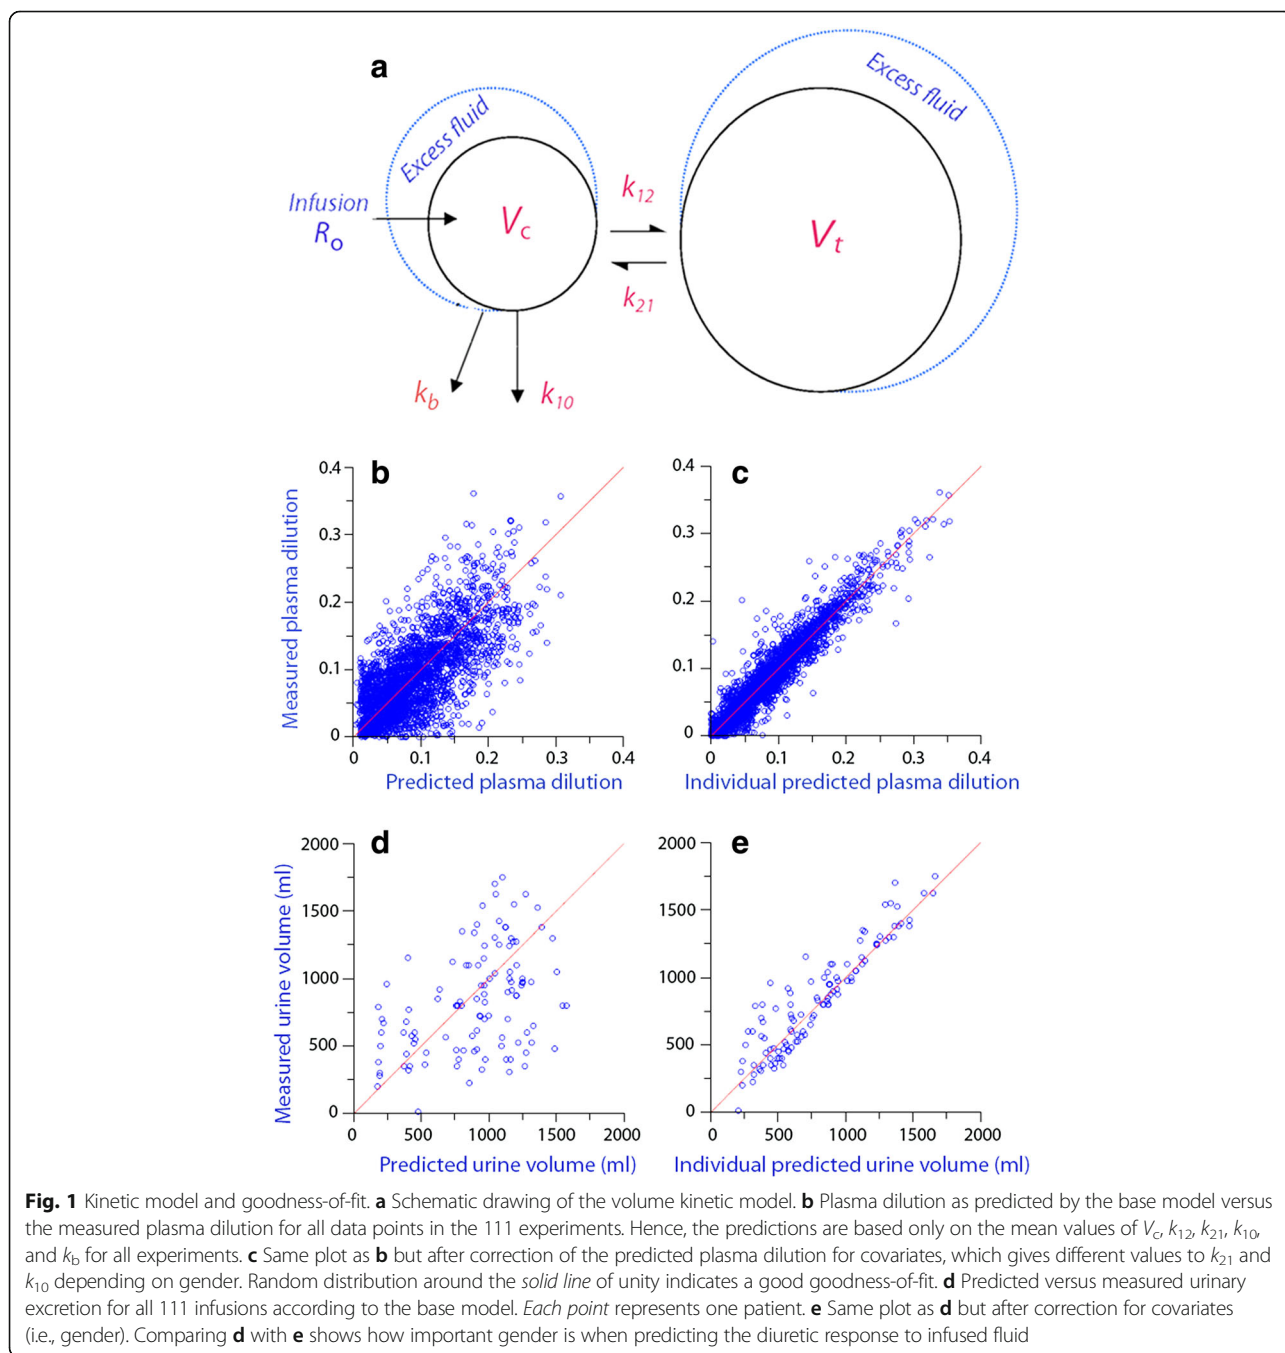 a
Excess fluid
Excess fluid
Infusion
Ro
Vc
k12
k21
Vt
kb
k10
b
Measured plasma dilution
0.4
0.3
0.2
0.1
0
0 0.1 0.2 0.3 0.4
Predicted plasma dilution
c
0.4
0.3
0.2
0.1
0
0 0.1 0.2 0.3 0.4
Individual predicted plasma dilution
d
Measured urine volume (ml)
2000
1500
1000
500
0
0 500 1000 1500 2000
Predicted urine volume (ml)
e
2000
1500
1000
500
0
0 500 1000 1500 2000
Individual predicted urine volume (ml)
Fig. 1 Kinetic model and goodness-of-fit. a Schematic drawing of the volume kinetic model. b Plasma dilution as predicted by the base model versus
the measured plasma dilution for all data points in the 111 experiments. Hence, the predictions are based only on the mean values of Vc, k12, k21, k10,
and kb for all experiments. c Same plot as b but after correction of the predicted plasma dilution for covariates, which gives different values to k21 and
k10 depending on gender. Random distribution around the solid line of unity indicates a good goodness-of-fit. d Predicted versus measured urinary
excretion for all 111 infusions according to the base model. Each point represents one patient. e Same plot as d but after correction for covariates
(i.e., gender). Comparing d with e shows how important gender is when predicting the diuretic response to infused fluid